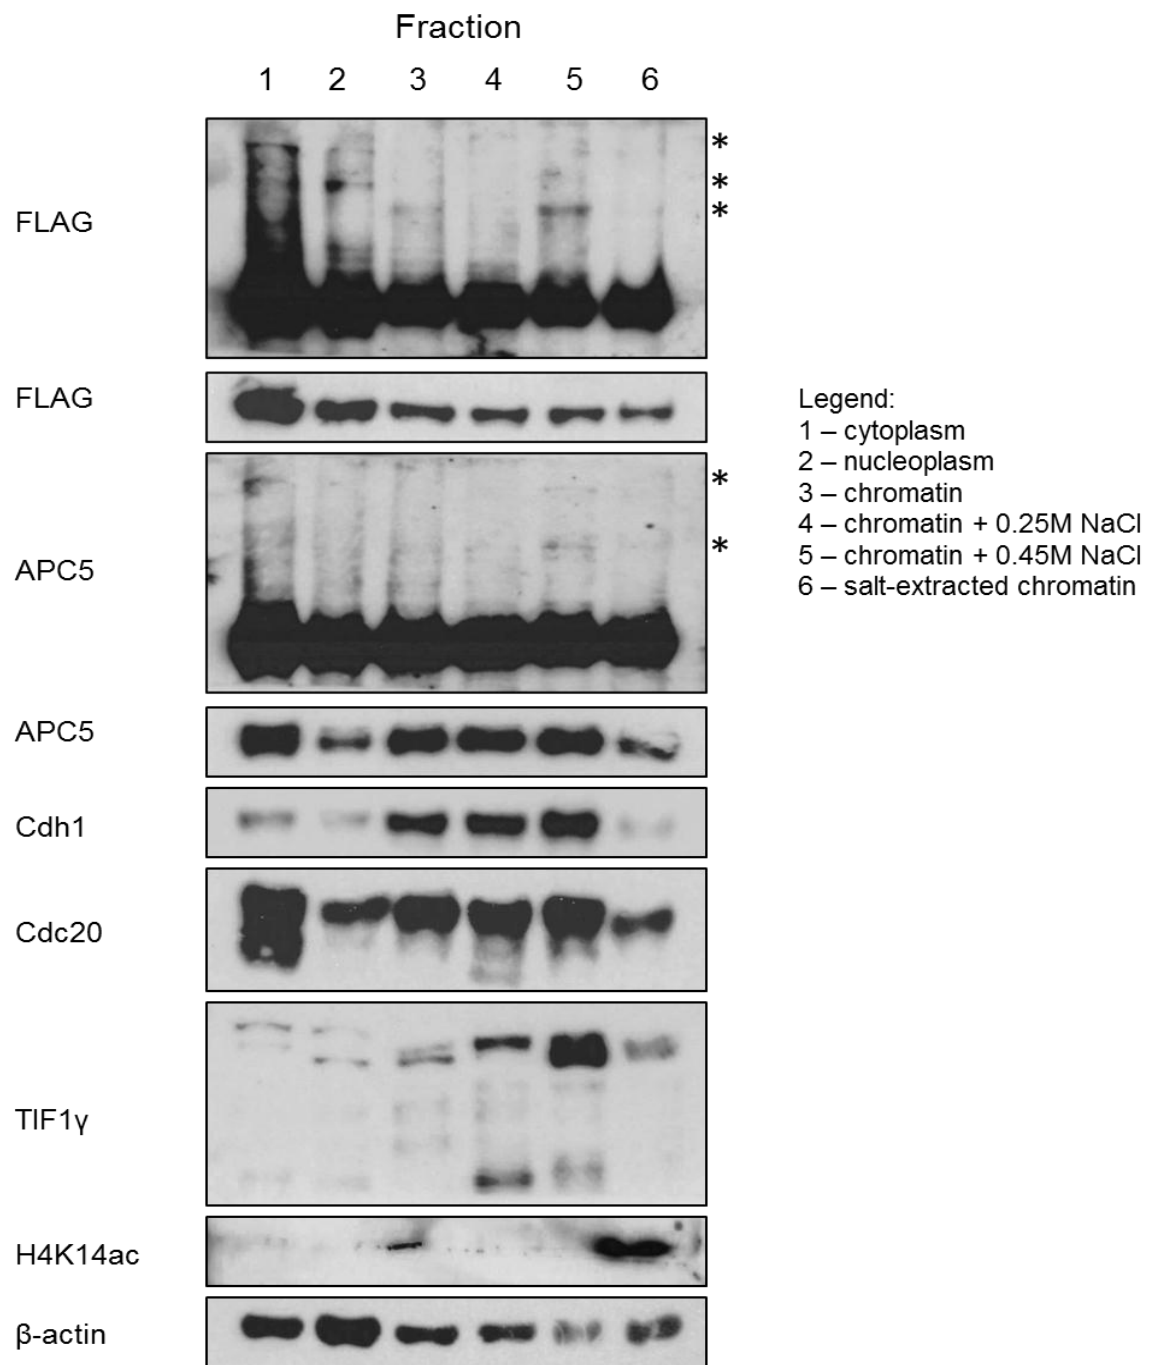 Fraction
1 2 3 4 5 6
*
*
*
FLAG
FLAG
*
*
APC5
APC5
Cdh1
Cdc20
TIF1γ
H4K14ac
β-actin
Legend:
1 – cytoplasm
2 – nucleoplasm
3 – chromatin
4 – chromatin + 0.25M NaCl
5 – chromatin + 0.45M NaCl
6 – salt-extracted chromatin